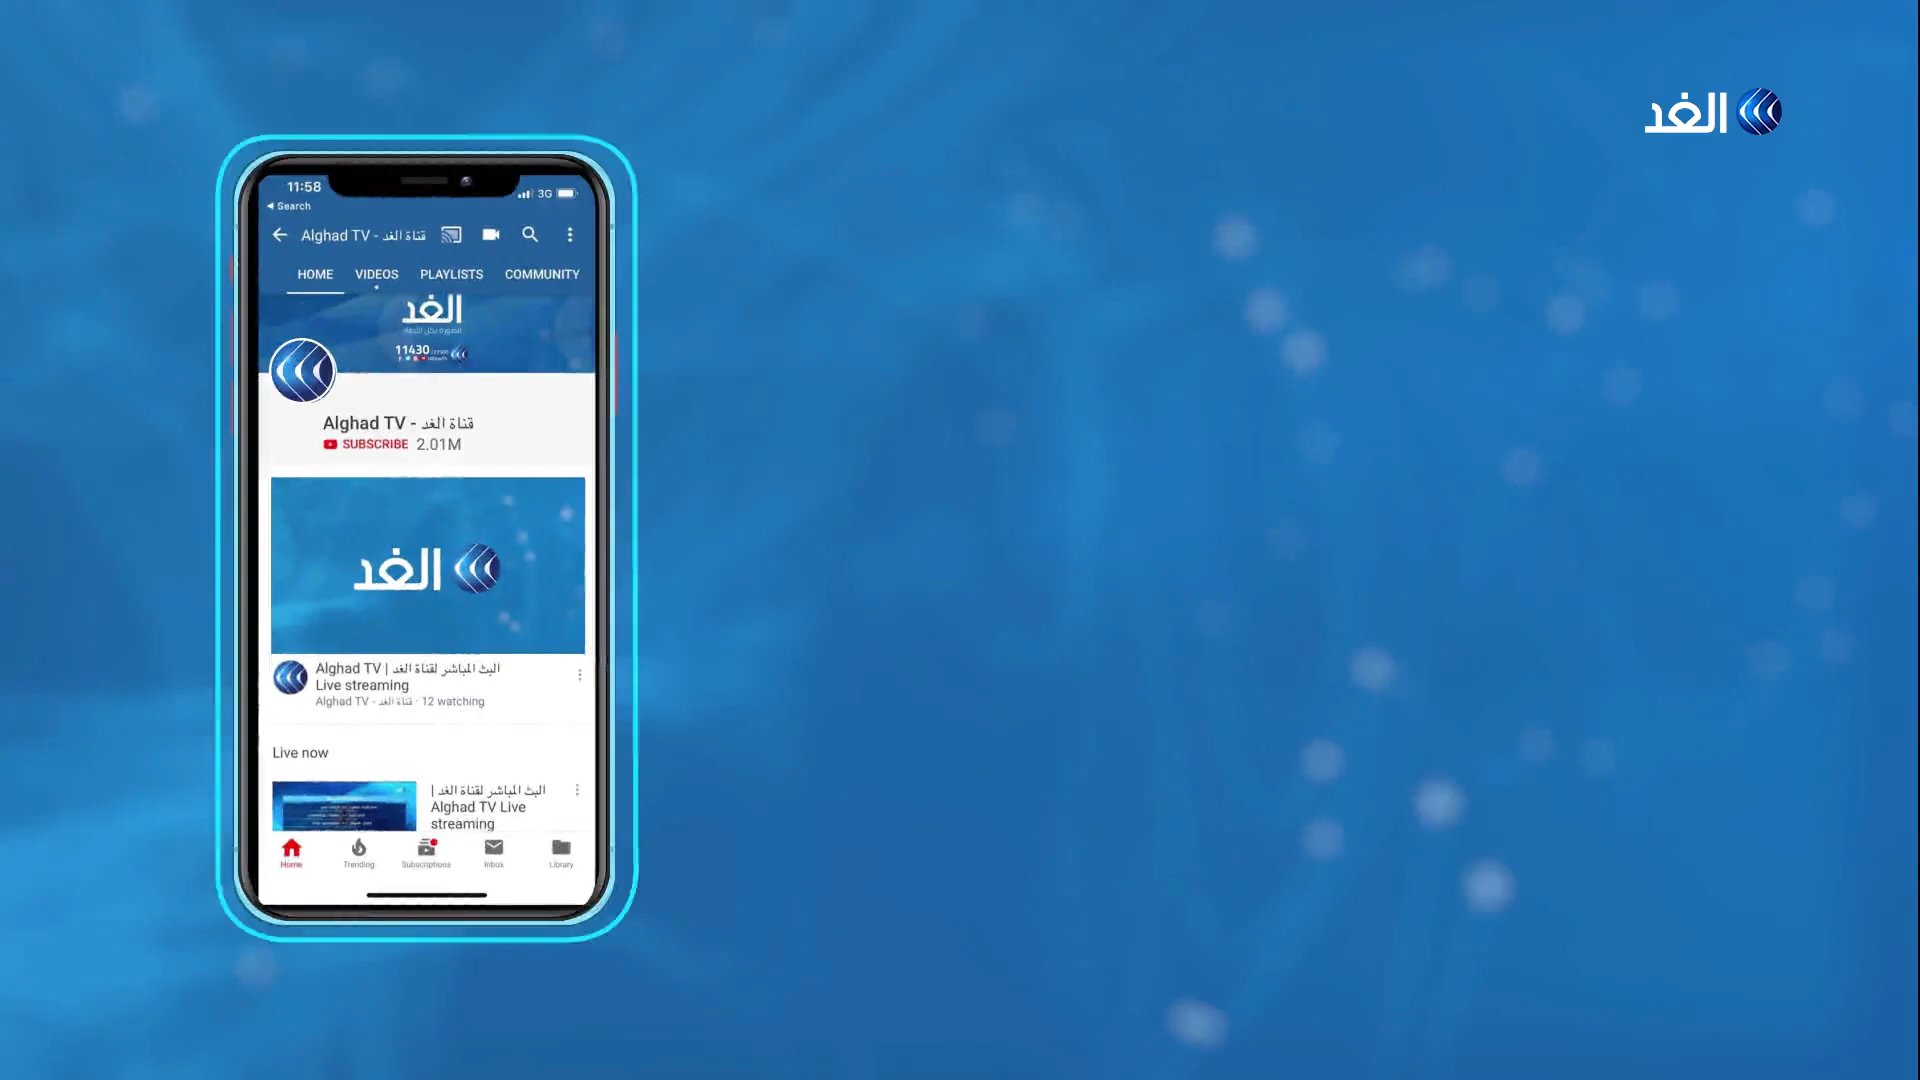 الغد
11:58
3G
Search
Alghad TV - قناة الغد
HOME VIDEOS PLAYLISTS COMMUNITY
الغد
11430
Alghad TV - قناة الغد
SUBSCRIBE 2.01M
الغد
Alghad TV | البث المباشر لقناة الغد
Live streaming
Alghad TV - قناة الغد · 12 watching
Live now
البث المباشر لقناة الغد |
Alghad TV Live
streaming
Home Trending Subscriptions Inbox Library